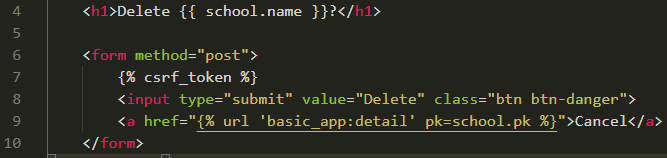 4 <h1>Delete {{ school.name }}?</h1>
5
6 <form method="post">
7 {% csrf_token %}
8 <input type="submit" value="Delete" class="btn btn-danger">
9 <a href="{% url 'basic_app:detail' pk=school.pk %}">Cancel</a>
10 </form>